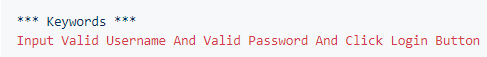 *** Keywords ***
Input Valid Username And Valid Password And Click Login Button